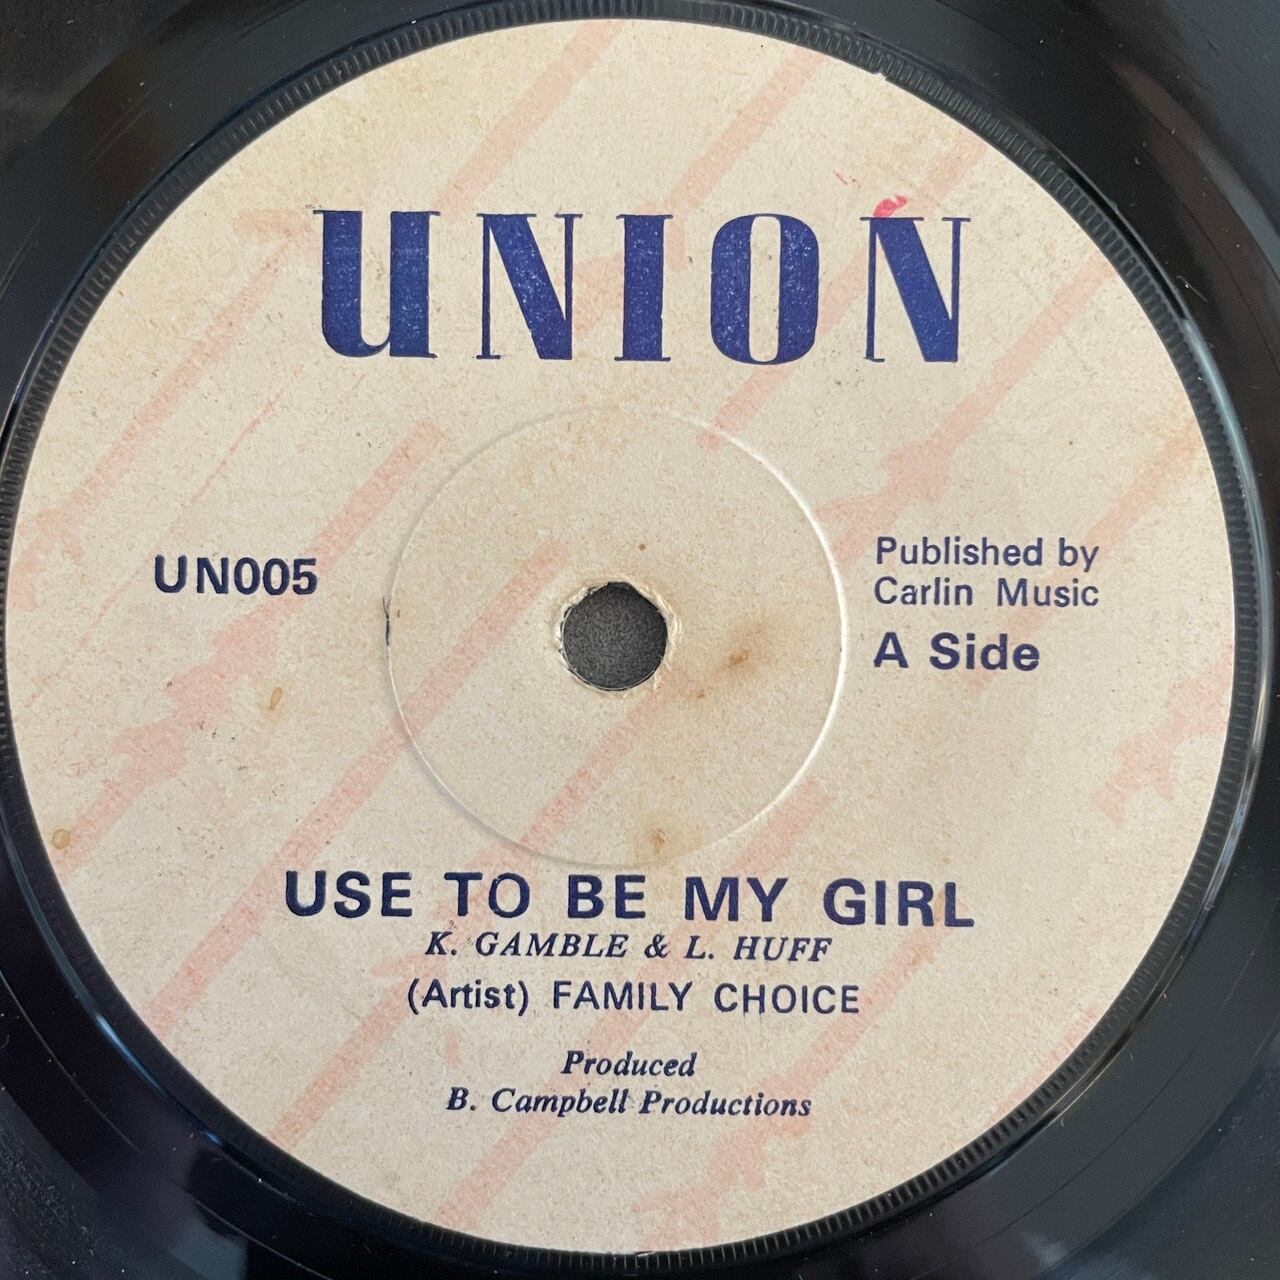 UNION
UN005
Published by
Carlin Music
A Side
USE TO BE MY GIRL
K. GAMBLE & L. HUFF
(Artist) FAMILY CHOICE
Produced
B. Campbell Productions